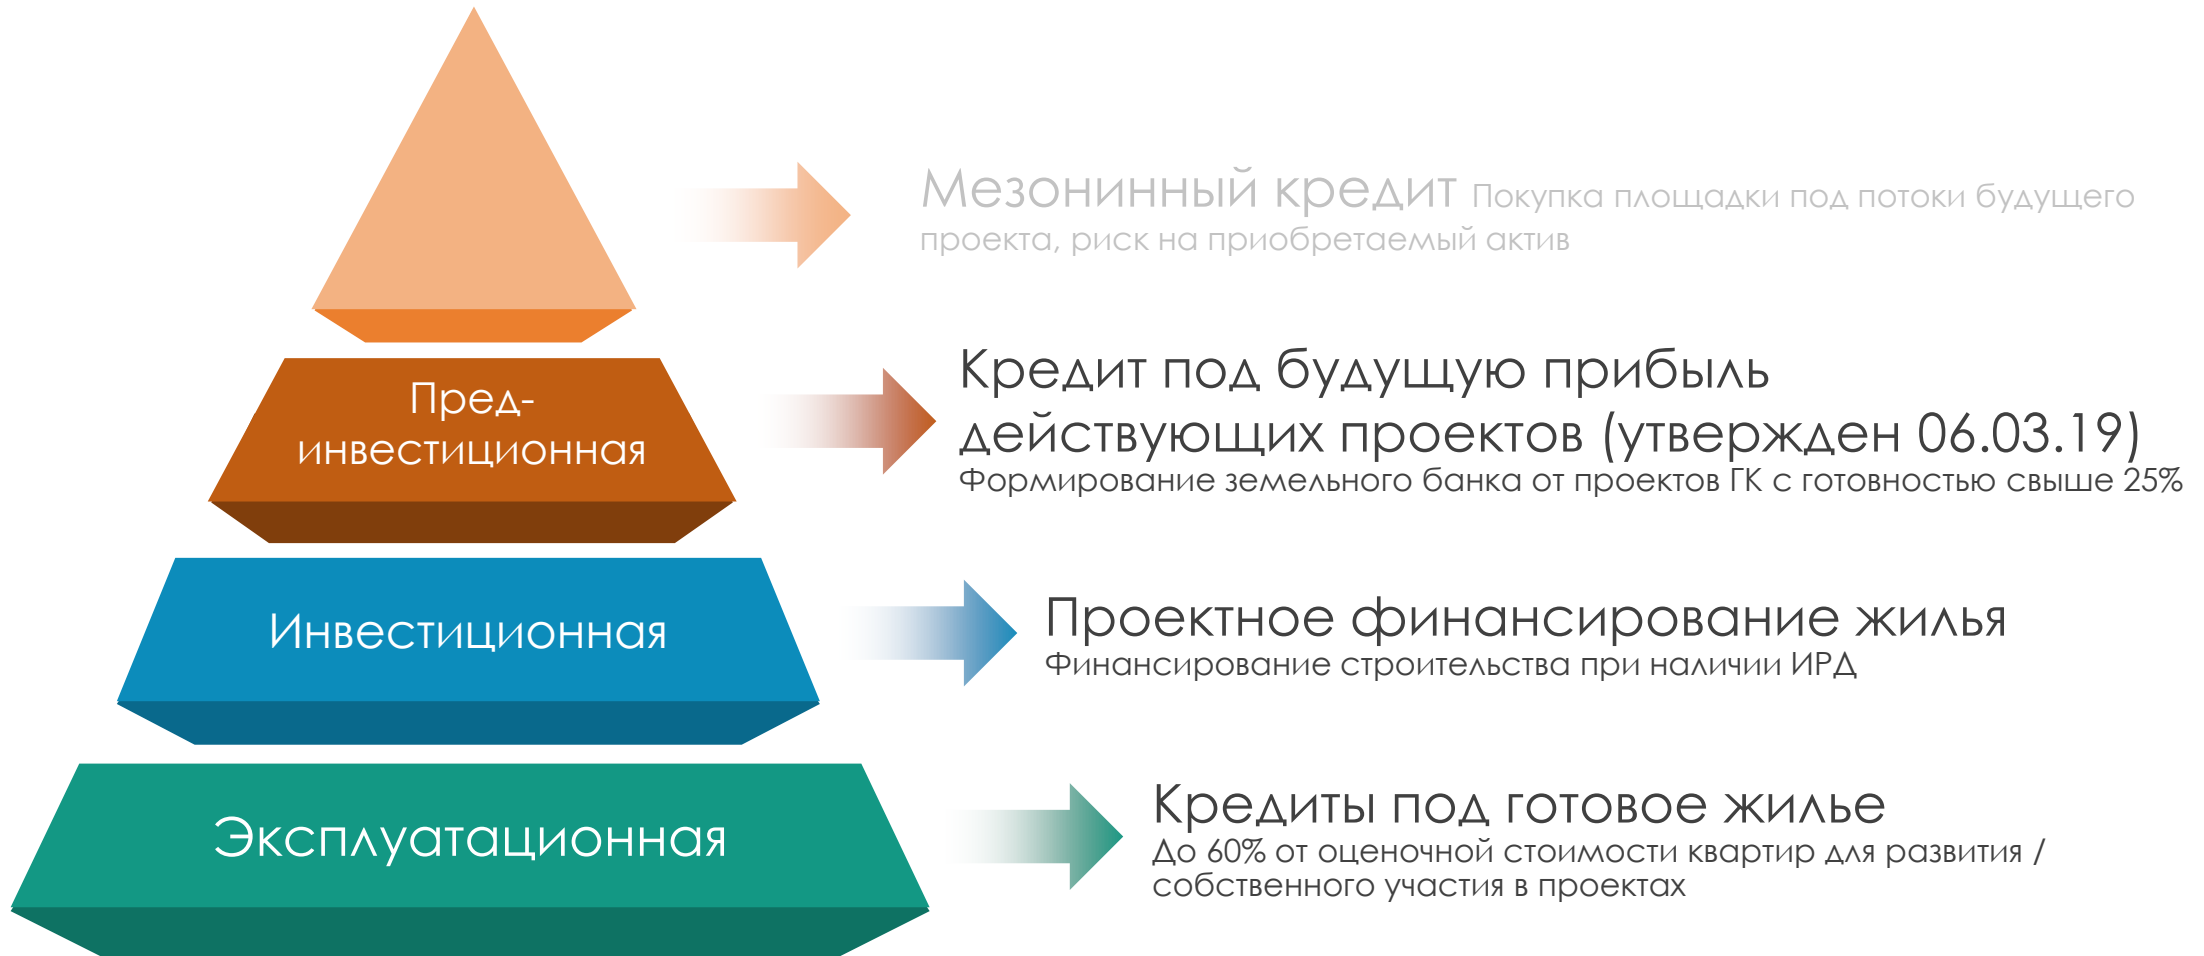 Мезонинный кредит Покупка площадки под потоки будущего
проекта, риск на приобретаемый актив
Пред-
инвестиционная
Кредит под будущую прибыль
действующих проектов (утвержден 06.03.19)
Формирование земельного банка от проектов ГК с готовностью свыше 25%
Инвестиционная
Проектное финансирование жилья
Финансирование строительства при наличии ИРД
Эксплуатационная
Кредиты под готовое жилье
До 60% от оценочной стоимости квартир для развития /
собственного участия в проектах